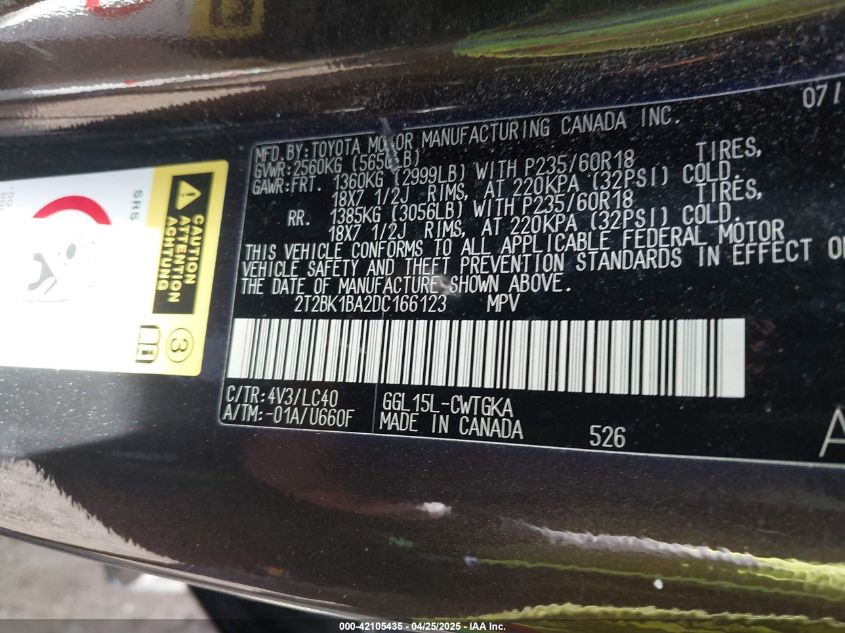 07/
MFD. BY: TOYOTA MOTOR MANUFACTURING CANADA INC.
GVWR: 2560KG (5650LB)
GAWR: FRT. 1360KG (2999LB) WITH P235/60R18 TIRES,
18X7 1/2J RIMS, AT 220KPA (32PSI) COLD.
RR. 1385KG (3056LB) WITH P235/60R18 TIRES,
18X7 1/2J RIMS, AT 220KPA (32PSI) COLD.
THIS VEHICLE CONFORMS TO ALL APPLICABLE FEDERAL MOTOR
VEHICLE SAFETY AND THEFT PREVENTION STANDARDS IN EFFECT
THE DATE OF MANUFACTURE SHOWN ABOVE.
2T2BK1BA2DC166123 MPV
C/TR: 4V3/LC40 GGL15L-CWTGKA
A/TM: -01A/U660F MADE IN CANADA 526
A
SRS
CAUTION
ATTENTION
ACHTUNG
3
000-42105435 - 04/25/2025 - IAA Inc.